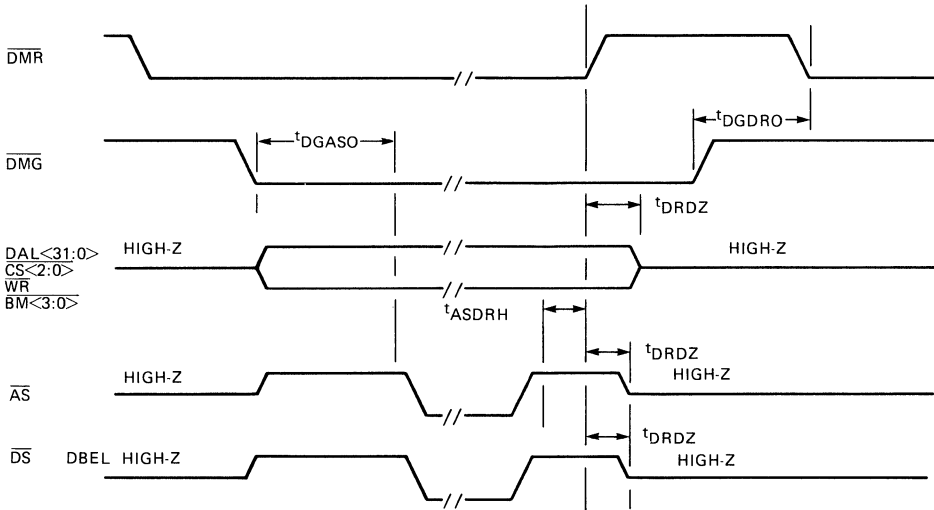 DMR
tDGDRO
tDGASO
DMG
tDRDZ
DAL<31:0> HIGH-Z HIGH-Z
CS<2:0>
WR
BM<3:0>
tASDRH
tDRDZ
HIGH-Z HIGH-Z
AS
tDRDZ
DS DBEL HIGH-Z HIGH-Z